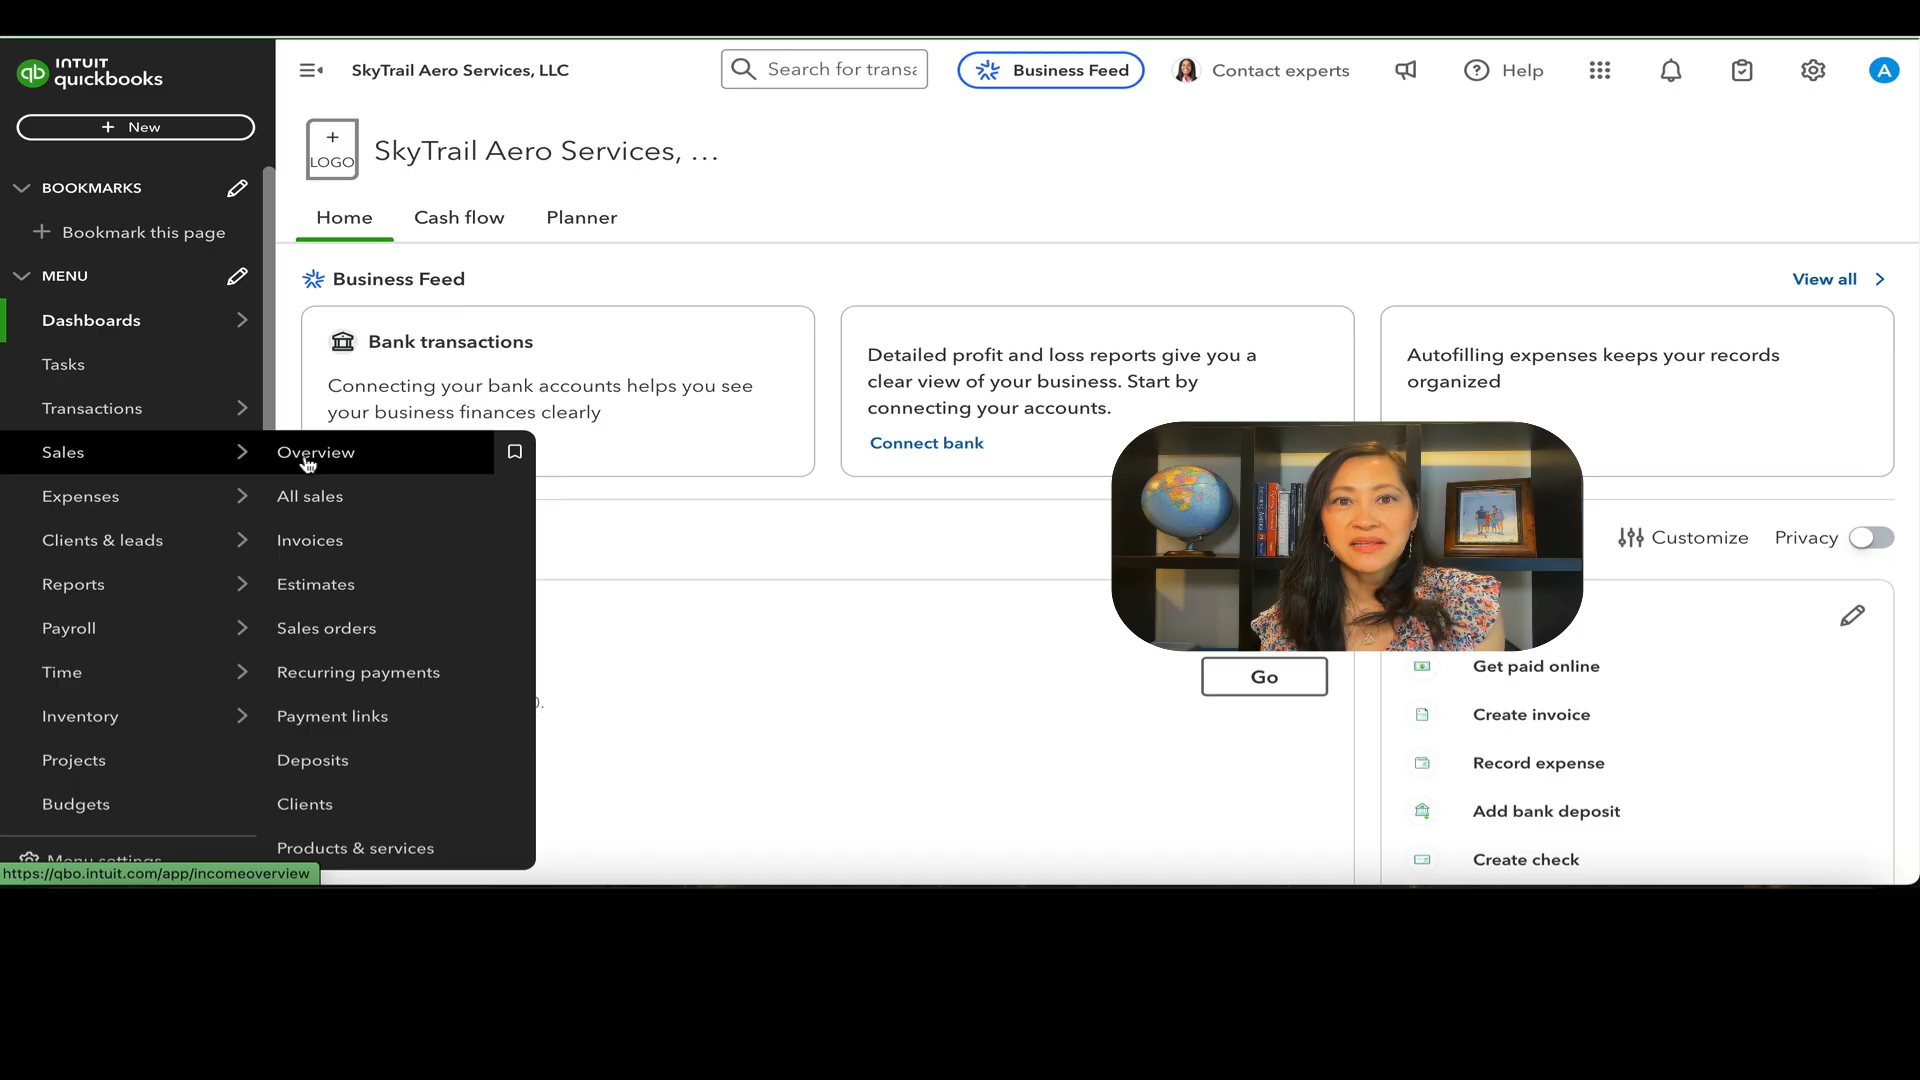 INTUIT
quickbooks
SkyTrail Aero Services, LLC
Search for transa
Business Feed
Contact experts
Help
A
+ New
+
LOGO
SkyTrail Aero Services, ...
BOOKMARKS
+ Bookmark this page
Home
Cash flow
Planner
MENU
Business Feed
View all
Dashboards
Tasks
Transactions
Sales
Expenses
Clients & leads
Reports
Payroll
Time
Inventory
Projects
Budgets
Menu settings
Overview
All sales
Invoices
Estimates
Sales orders
Recurring payments
Payment links
Deposits
Clients
Products & services
Bank transactions
Connecting your bank accounts helps you see
your business finances clearly
Detailed profit and loss reports give you a
clear view of your business. Start by
connecting your accounts.
Connect bank
Autofilling expenses keeps your records
organized
Customize
Privacy
).
Go
Get paid online
Create invoice
Record expense
Add bank deposit
Create check
https://qbo.intuit.com/app/incomeoverview